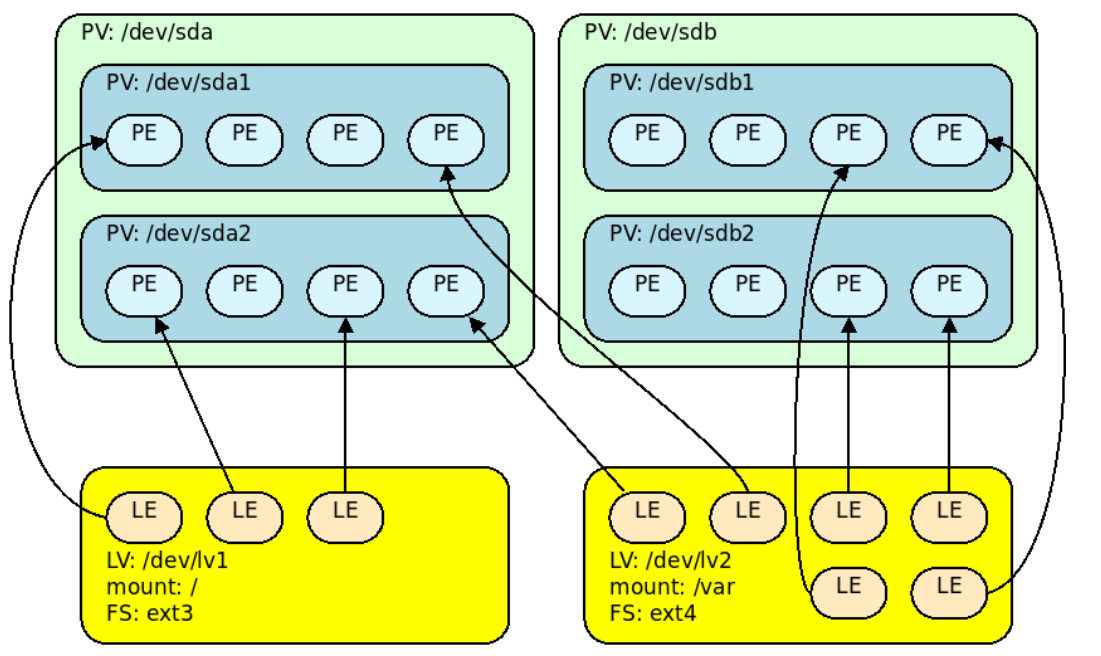 PV: /dev/sda
PV: /dev/sda1
PE PE PE PE
PV: /dev/sda2
PE PE PE PE
PV: /dev/sdb
PV: /dev/sdb1
PE PE PE PE
PV: /dev/sdb2
PE PE PE PE
LE LE LE
LV: /dev/lv1
mount: /
FS: ext3
LE LE LE LE
LV: /dev/lv2
mount: /var
FS: ext4
LE LE